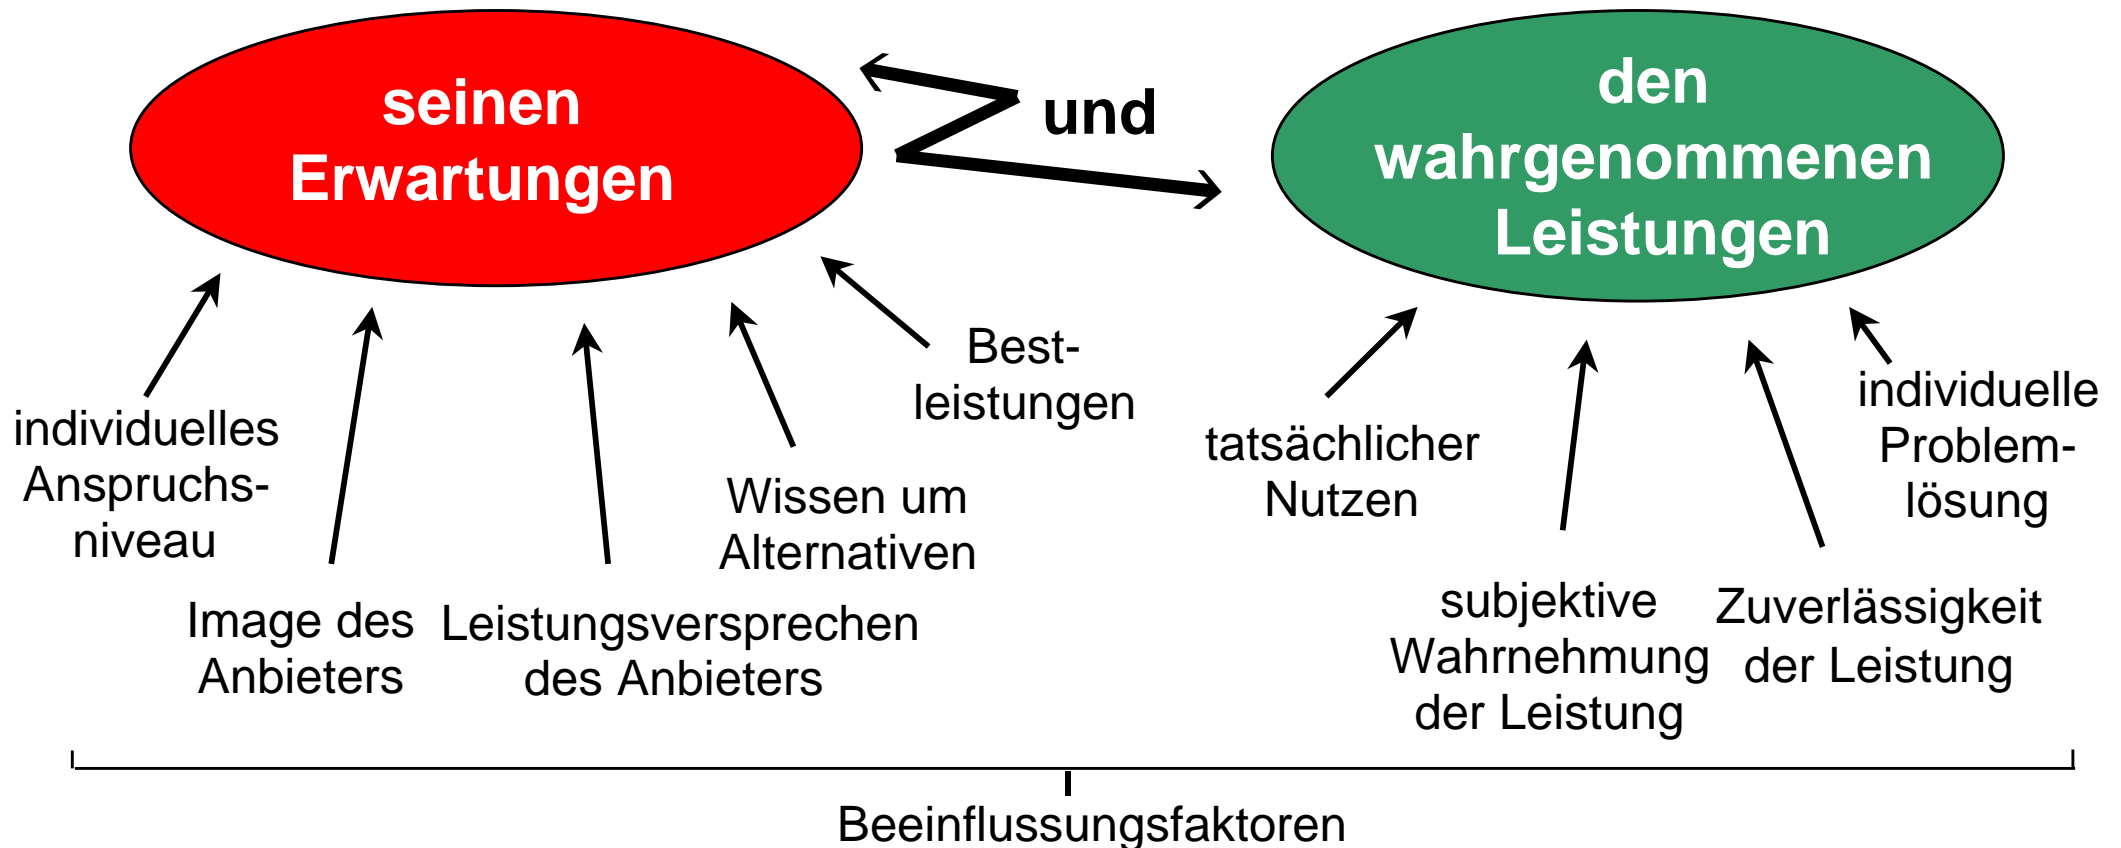 seinen
Erwartungen
und
den
wahrgenommenen
Leistungen
individuelles
Anspruchs-
niveau
Image des
Anbieters
Leistungsversprechen
des Anbieters
Wissen um
Alternativen
Best-
leistungen
tatsächlicher
Nutzen
subjektive
Wahrnehmung
der Leistung
Zuverlässigkeit
der Leistung
individuelle
Problem-
lösung
Beeinflussungsfaktoren